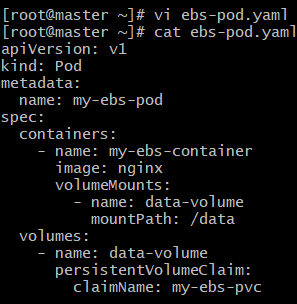 [root@master ~]# vi ebs-pod.yaml
[root@master ~]# cat ebs-pod.yaml
apiVersion: v1
kind: Pod
metadata:
  name: my-ebs-pod
spec:
  containers:
    - name: my-ebs-container
      image: nginx
      volumeMounts:
        - name: data-volume
          mountPath: /data
  volumes:
    - name: data-volume
      persistentVolumeClaim:
        claimName: my-ebs-pvc